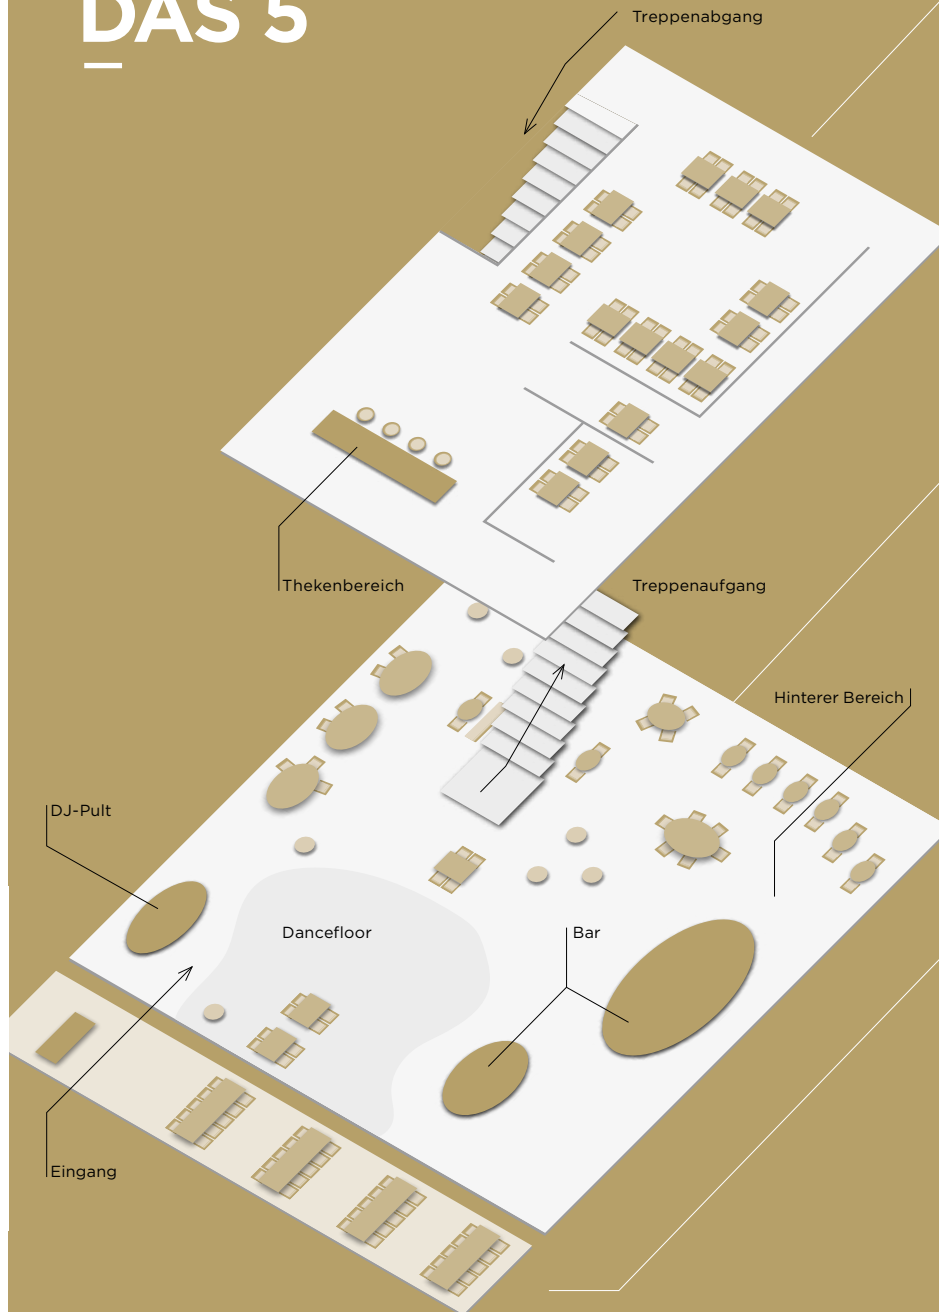 DAS 5
Treppenabgang
Thekenbereich
Treppenaufgang
Hinterer Bereich
DJ-Pult
Dancefloor
Bar
Eingang